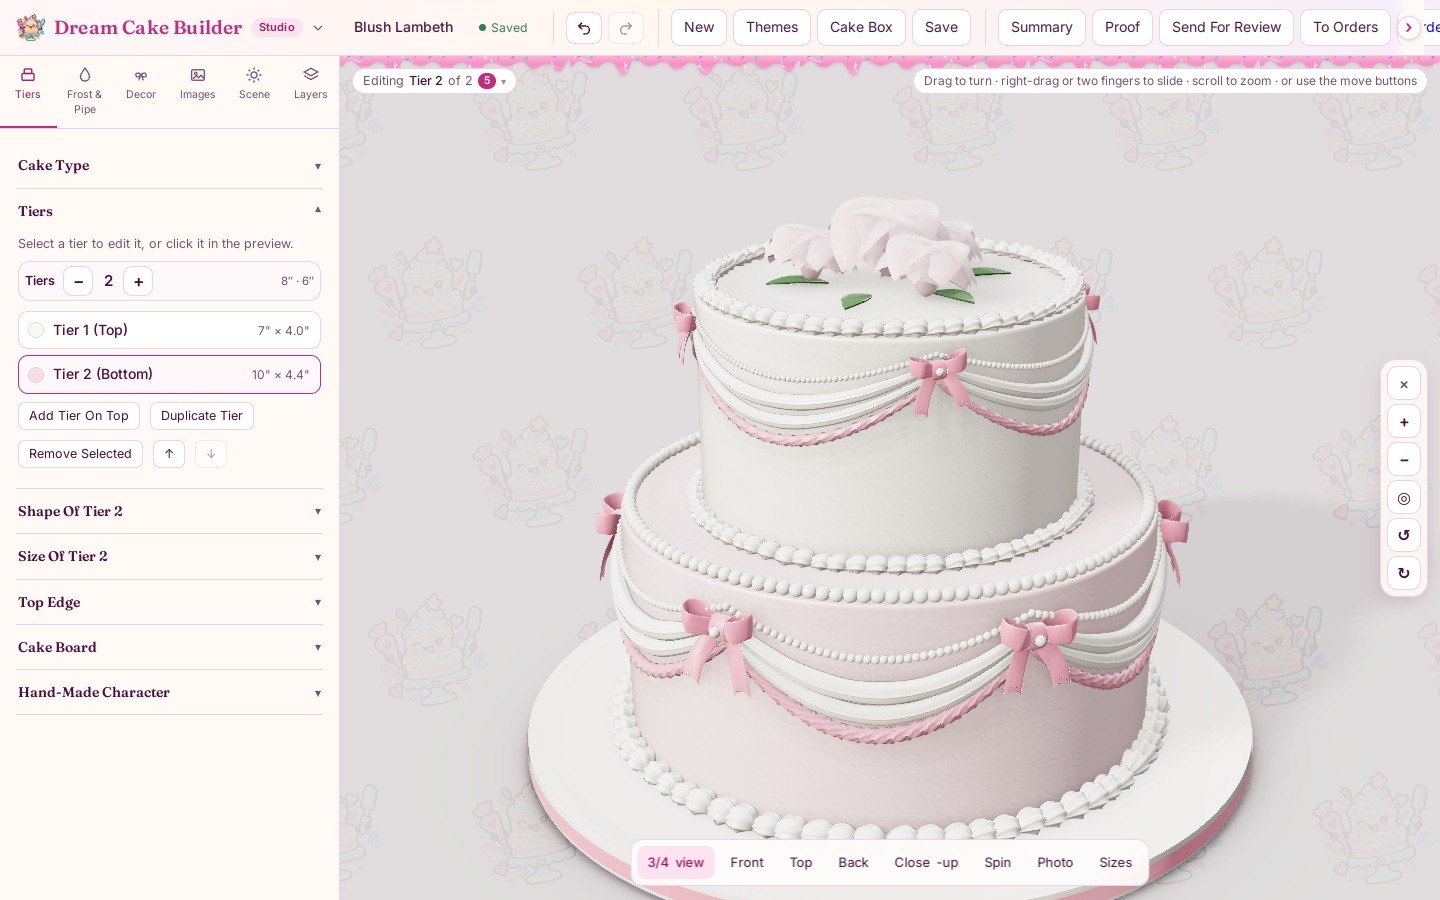 Dream Cake Builder Studio
Blush Lambeth
Saved
New
Themes
Cake Box
Save
Summary
Proof
Send For Review
To Orders
Tiers
Frost &
Pipe
Decor
Images
Scene
Layers
Editing Tier 2 of 2 5
Drag to turn · right-drag or two fingers to slide · scroll to zoom · or use the move buttons
Cake Type
Tiers
Select a tier to edit it, or click it in the preview.
Tiers − 2 + 8" · 6"
Tier 1 (Top) 7" × 4.0"
Tier 2 (Bottom) 10" × 4.4"
Add Tier On Top
Duplicate Tier
Remove Selected ↑ ↓
Shape Of Tier 2
Size Of Tier 2
Top Edge
Cake Board
Hand-Made Character
3/4 view
Front
Top
Back
Close -up
Spin
Photo
Sizes